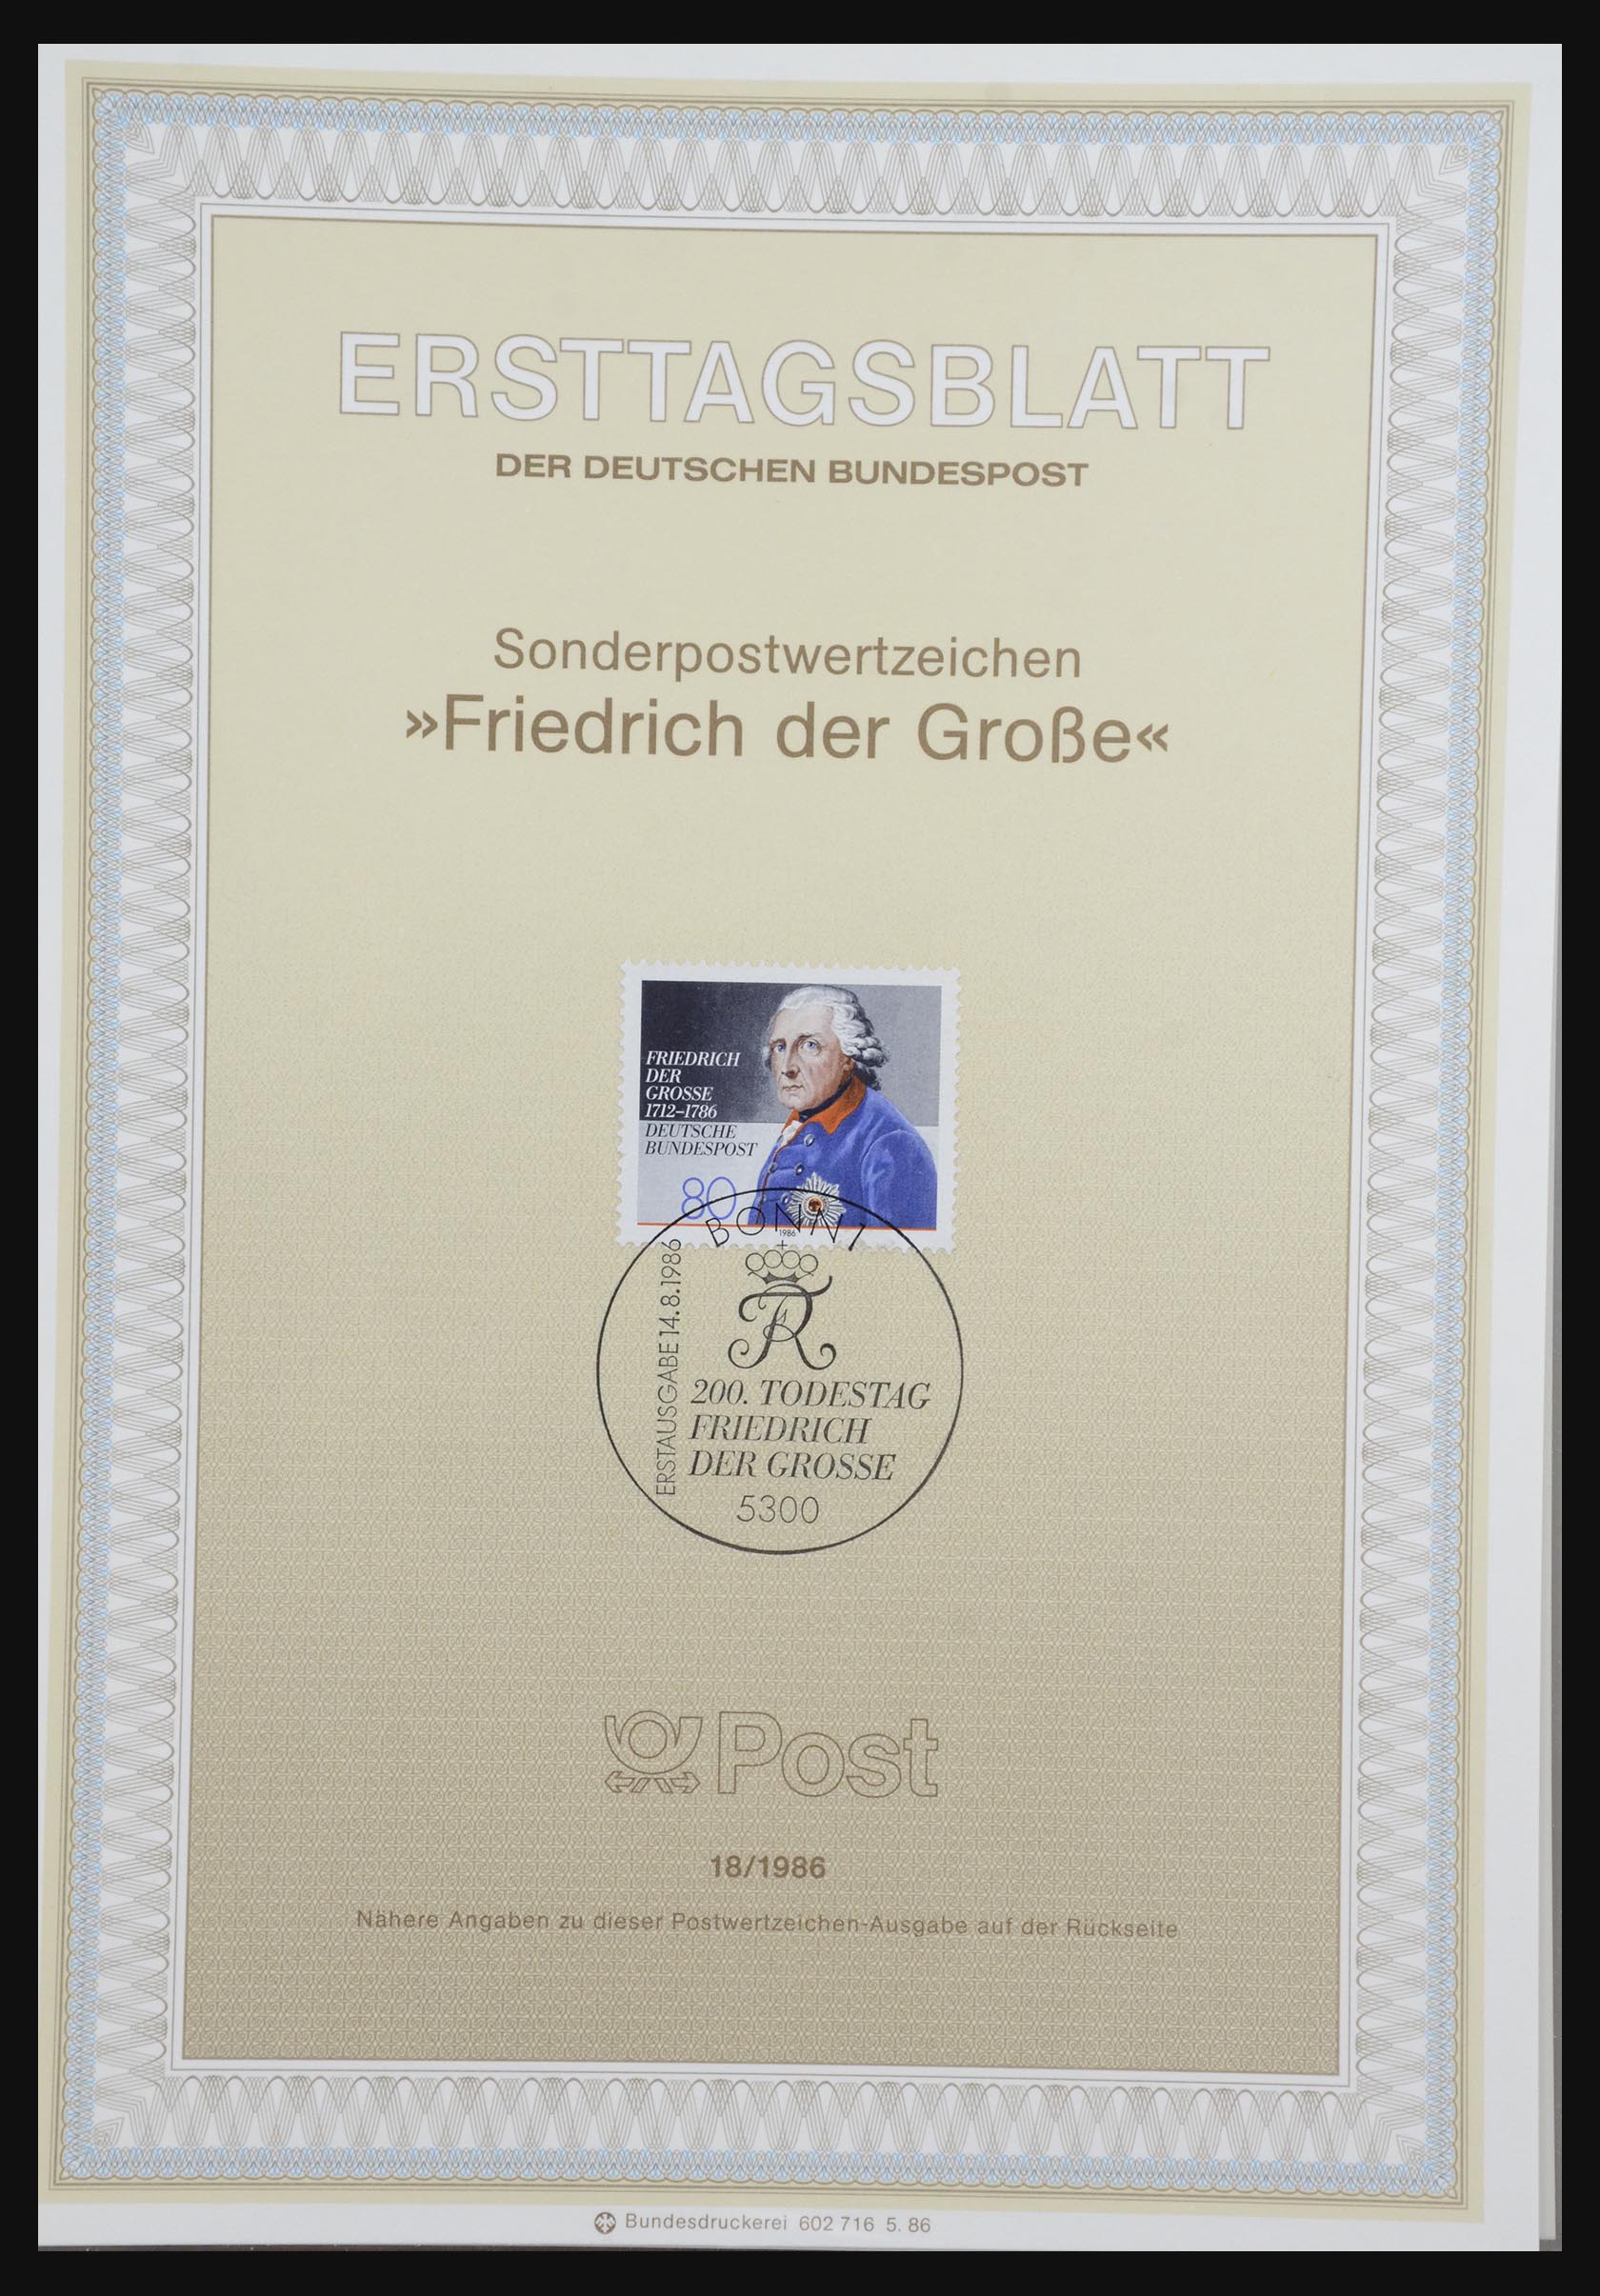 ERSTTAGSBLATT
DER DEUTSCHEN BUNDESPOST
Sonderpostwertzeichen
»Friedrich der Große«
FRIEDRICH
DER
GROSSE
1712–1786
DEUTSCHE
BUNDESPOST
80
1986
BONN 1
ERSTAUSGABE 14.8.1986
200. TODESTAG
FRIEDRICH
DER GROSSE
5300
Post
18/1986
Nähere Angaben zu dieser Postwertzeichen-Ausgabe auf der Rückseite
Bundesdruckerei 602 716 5. 86